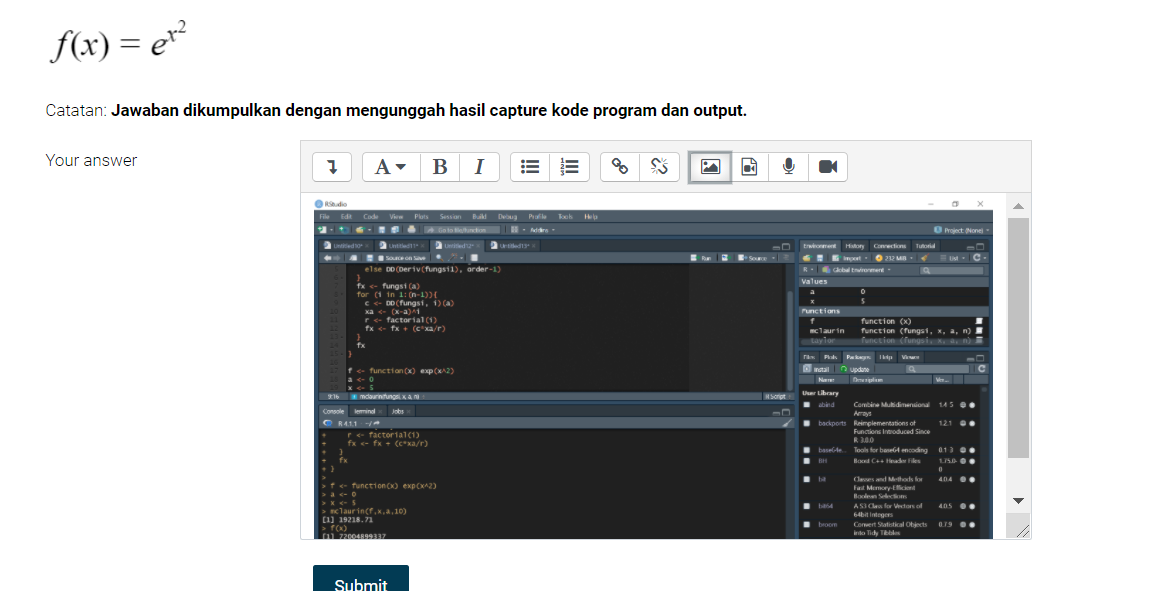 f(x) = e^{x^2}
Catatan: Jawaban dikumpulkan dengan mengunggah hasil capture kode program dan output.
Your answer
A B I
RStudio
File Edit Code View Plots Session Build Debug Profile Tools Help
Go to file/function Addins Project: (None)
Untitled10* Untitled11* Untitled12* Untitled13*
Source on Save Run Source
else DD(Deriv(fungsi1), order-1)
}
fx <- fungsi(a)
for (i in 1:(n-1)){
c <- DD(fungsi, i)(a)
xa <- (x-a)^i
r <- factorial(i)
fx <- fx + (c*xa/r)
}
fx
}
f <- function(x) exp(x^2)
a <- 0
x <- 5
9:16 mclaurin(fungsi, x, a, n) R Script
Console Terminal Jobs
R 4.1.1 ~/
+ r <- factorial(i)
+ fx <- fx + (c*xa/r)
+ }
+ fx
+ }
>
> f <- function(x) exp(x^2)
> a <- 0
> x <- 5
> mclaurin(f,x,a,10)
[1] 19218.71
> f(x)
[1] 72004899337
Environment History Connections Tutorial
Import 212 MiB List
R Global Environment
Values
a 0
x 5
Functions
f function (x)
mclaurin function (fungsi, x, a, n)
taylor function (fungsi, x, a, n)
Files Plots Packages Help Viewer
Install Update
Name Description Ver...
User Library
abind Combine Multidimensional Arrays 1.4-5
backports Reimplementations of Functions Introduced Since R-3.0.0 1.2.1
base64e... Tools for base64 encoding 0.1-3
BH Boost C++ Header Files 1.75.0-0
bit Classes and Methods for Fast Memory-Efficient Boolean Selections 4.0.4
bit64 A S3 Class for Vectors of 64bit Integers 4.0.5
broom Convert Statistical Objects into Tidy Tibbles 0.7.9
Submit